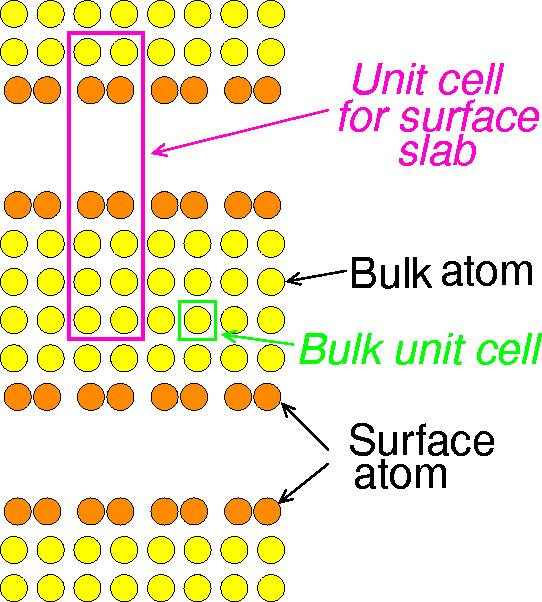 Unit cell
for surface
slab
Bulk atom
Bulk unit cell
Surface
atom